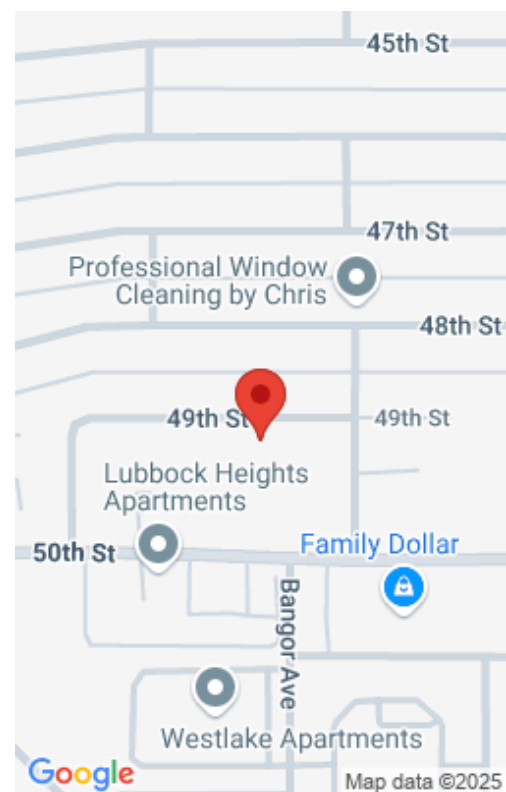 45th St
47th St
Professional Window
Cleaning by Chris
48th St
49th St
49th St
Lubbock Heights
Apartments
50th St
Family Dollar
Bangor Ave
Westlake Apartments
Google
Map data ©2025